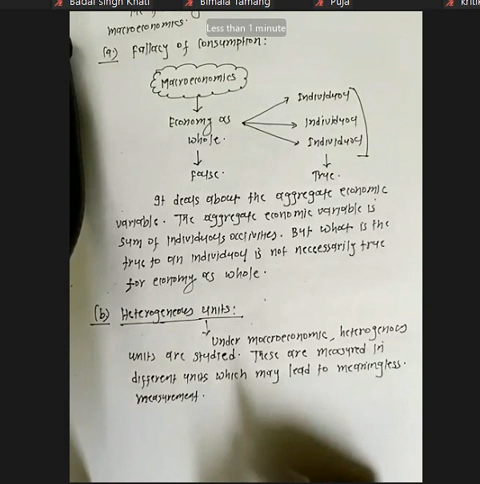 Badal Singh Khati
Bimala Tamang
Puja
kriti
Less than 1 minute
macroeconomics.
(a) Fallacy of Consumption:
Macroeconomics
Economy as
whole.
False.
Individual
Individual
Individual
True.
It deals about the aggregate economic
variable. The aggregate economic variable is
sum of individuals activities. But what is the
true to an individual is not neccessarily true
for economy as whole.
(b) Heterogeneous units:
Under macroeconomic, heterogenous
units are studied. These are measured in
different units which may lead to meaningless.
measurement.